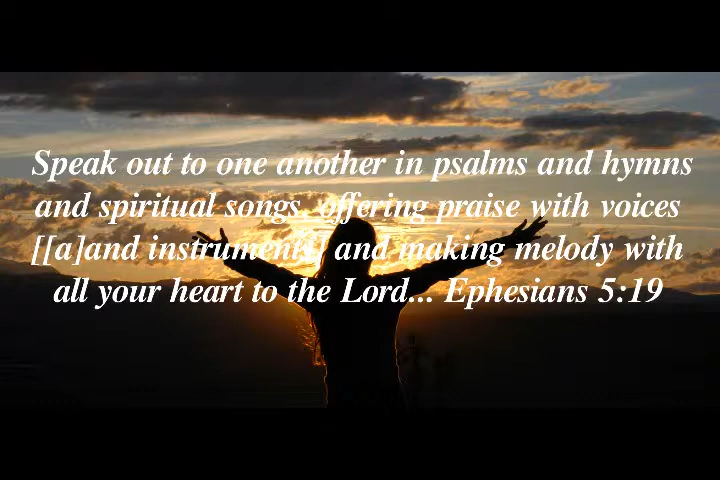 Speak out to one another in psalms and hymns
and spiritual songs, offering praise with voices
[[a]and instruments] and making melody with
all your heart to the Lord... Ephesians 5:19